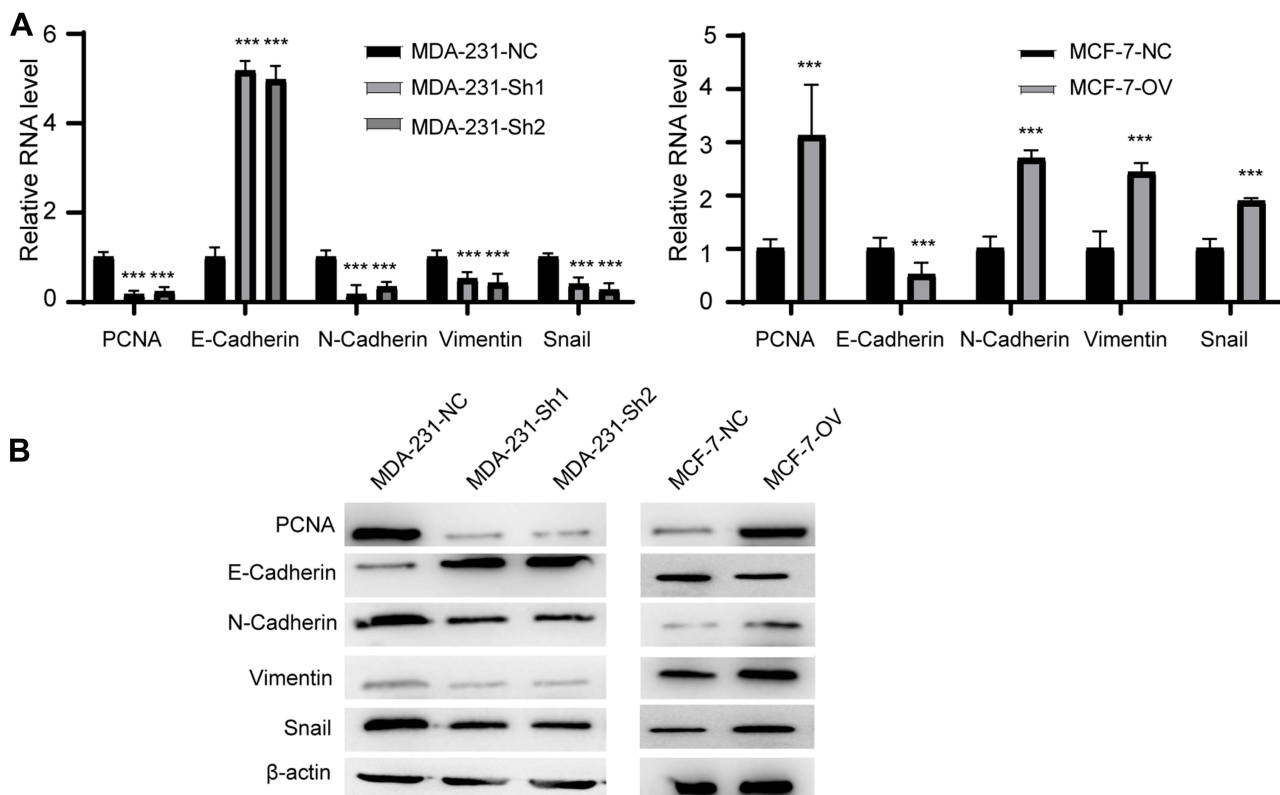 A
Relative RNA level
6
4
2
0
MDA-231-NC
MDA-231-Sh1
MDA-231-Sh2
*** ***
*** ***
*** ***
*** ***
*** ***
PCNA E-Cadherin N-Cadherin Vimentin Snail
Relative RNA level
5
4
3
2
1
0
MCF-7-NC
MCF-7-OV
***
***
***
***
***
PCNA E-Cadherin N-Cadherin Vimentin Snail
B
MDA-231-NC
MDA-231-Sh1
MDA-231-Sh2
MCF-7-NC
MCF-7-OV
PCNA
E-Cadherin
N-Cadherin
Vimentin
Snail
β-actin